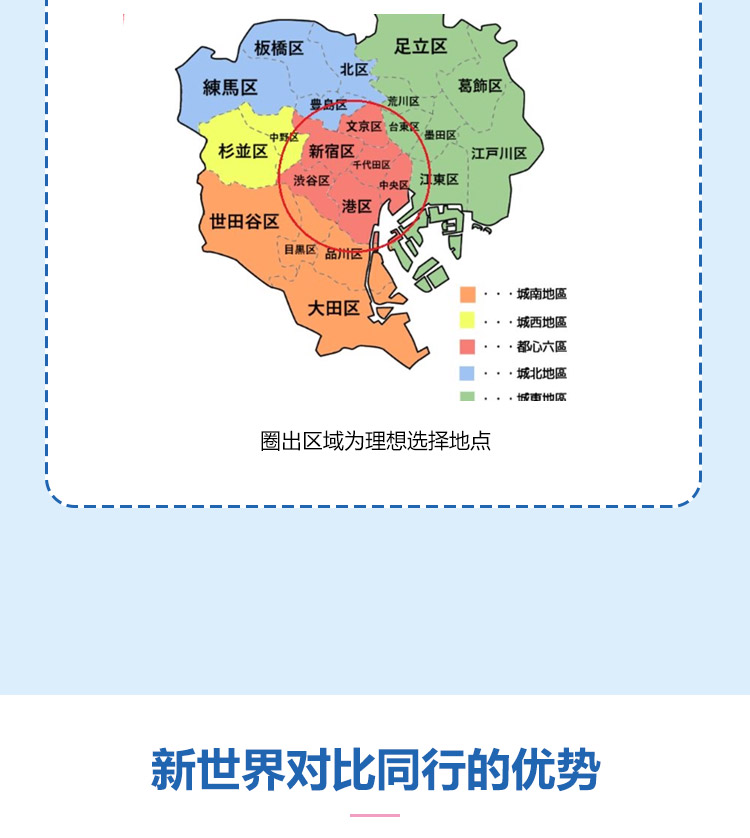 足立区
板橋区
北区
練馬区
葛飾区
豊島区
荒川区
文京区
台東区
中野区
墨田区
杉並区
新宿区
江戸川区
千代田区
渋谷区
中央区
江東区
港区
世田谷区
目黒区
品川区
大田区
・・・城南地區
・・・城西地區
・・・都心六區
・・・城北地區
・・・城東地區
圈出区域为理想选择地点
新世界对比同行的优势